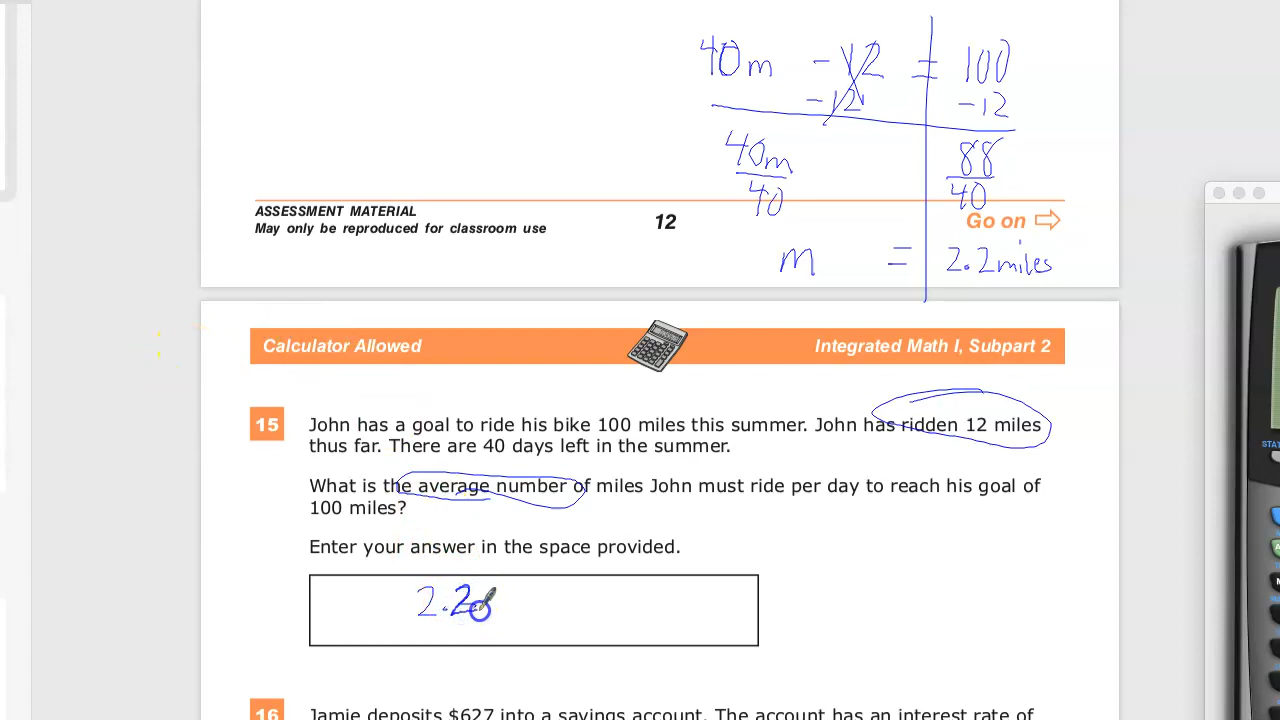 40m - 12 = 100
-12 -12
40m 88
40 40
ASSESSMENT MATERIAL
May only be reproduced for classroom use
12
Go on
m = 2.2miles
Calculator Allowed
Integrated Math I, Subpart 2
15
John has a goal to ride his bike 100 miles this summer. John has ridden 12 miles
thus far. There are 40 days left in the summer.
What is the average number of miles John must ride per day to reach his goal of
100 miles?
Enter your answer in the space provided.
2.2
16
Jamie deposits $627 into a savings account. The account has an interest rate of
STAT